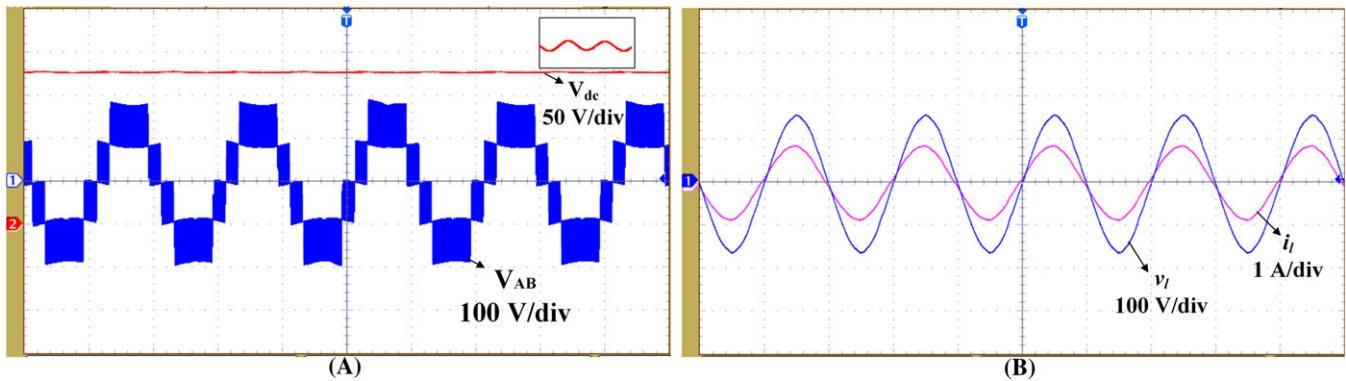 T
V_dc
50 V/div
1
2
V_AB
100 V/div
(A)
T
1
i_l
1 A/div
v_l
100 V/div
(B)